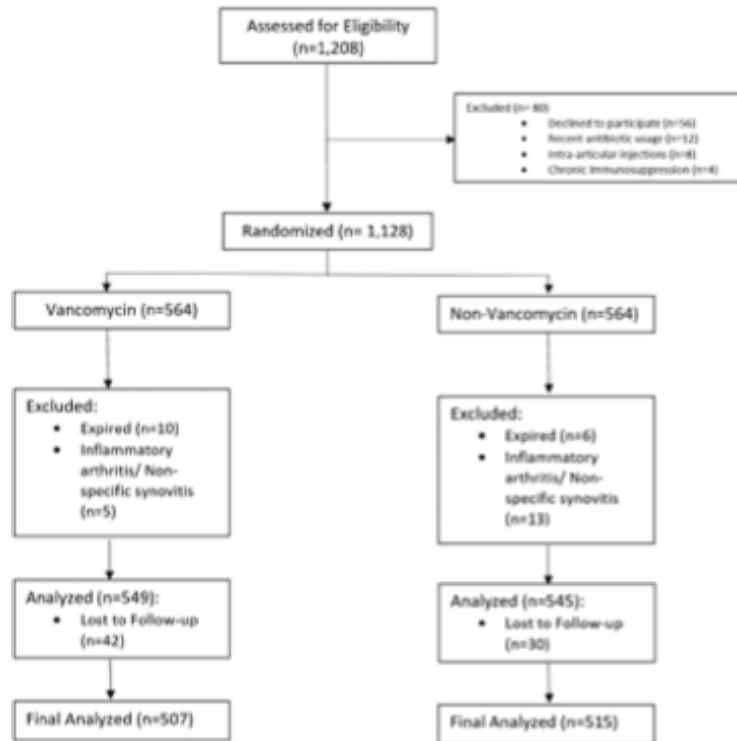 Assessed for Eligibility
(n=1,208)
Excluded (n= 80)
• Declined to participate (n=56)
• Recent antibiotic usage (n=12)
• Intra-articular injections (n=8)
• Chronic immunosuppression (n=4)
Randomized (n= 1,128)
Vancomycin (n=564)
Non-Vancomycin (n=564)
Excluded:
• Expired (n=10)
• Inflammatory
arthritis/ Non-
specific synovitis
(n=5)
Excluded:
• Expired (n=6)
• Inflammatory
arthritis/ Non-
specific synovitis
(n=13)
Analyzed (n=549):
• Lost to Follow-up
(n=42)
Analyzed (n=545):
• Lost to Follow-up
(n=30)
Final Analyzed (n=507)
Final Analyzed (n=515)